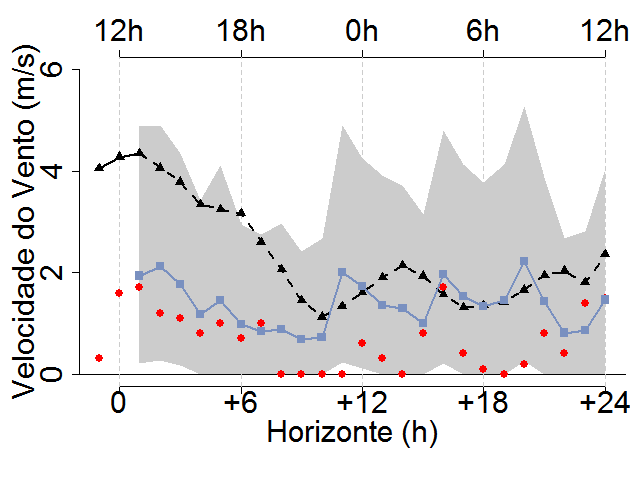 12h 18h 0h 6h 12h
Velocidade do Vento (m/s)
6
4
2
0
0 +6 +12 +18 +24
Horizonte (h)